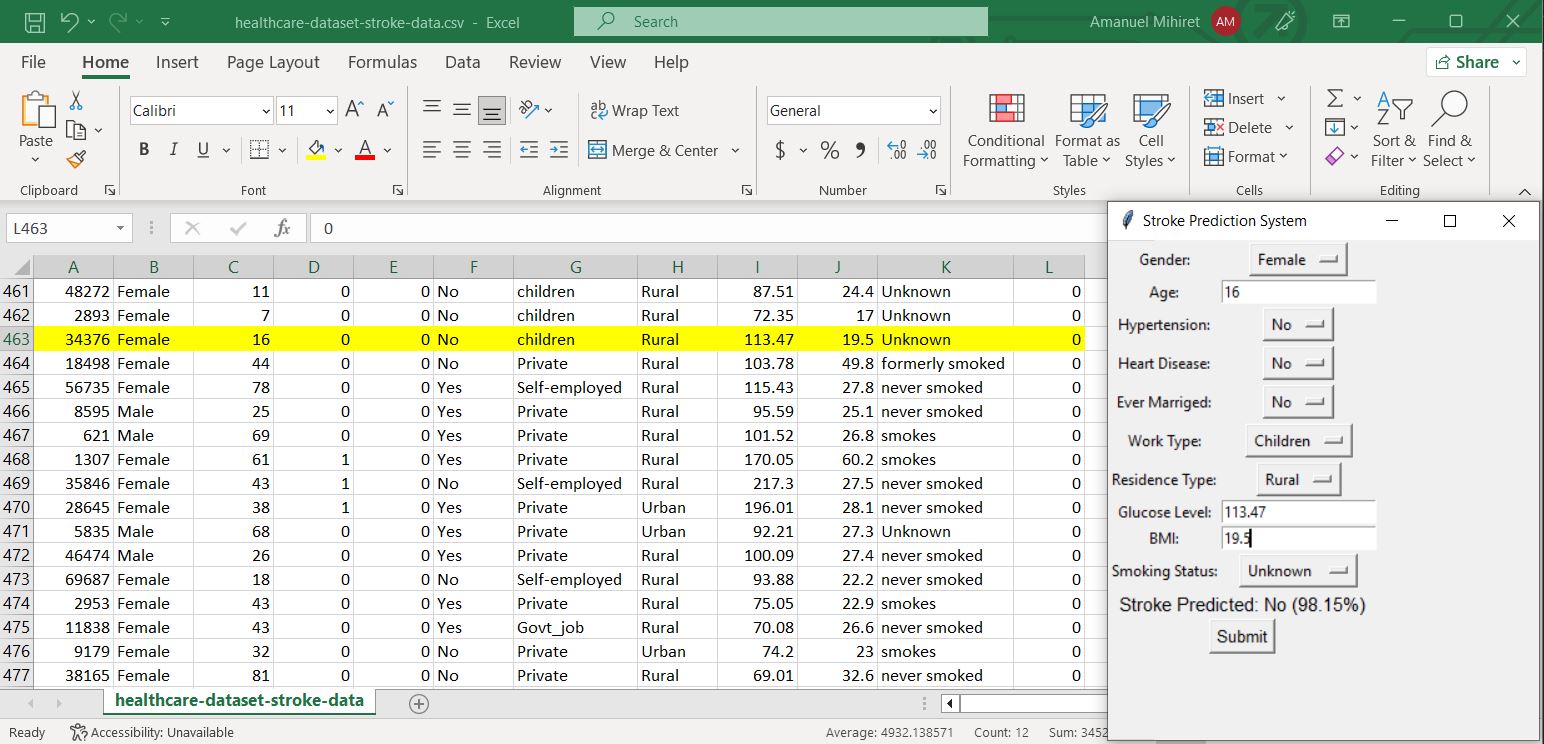 healthcare-dataset-stroke-data.csv - Excel
Search
Amanuel Mihiret AM
File Home Insert Page Layout Formulas Data Review View Help
Share
Paste
Clipboard
Calibri 11
B I U
Font
Wrap Text
Merge & Center
Alignment
General
$ % 9
Number
Conditional Formatting
Format as Table
Cell Styles
Styles
Insert
Delete
Format
Cells
Sort & Filter
Find & Select
Editing
L463 fx 0
A B C D E F G H I J K L
461 48272 Female 11 0 0 No children Rural 87.51 24.4 Unknown 0
462 2893 Female 7 0 0 No children Rural 72.35 17 Unknown 0
463 34376 Female 16 0 0 No children Rural 113.47 19.5 Unknown 0
464 18498 Female 44 0 0 No Private Rural 103.78 49.8 formerly smoked 0
465 56735 Female 78 0 0 Yes Self-employed Rural 115.43 27.8 never smoked 0
466 8595 Male 25 0 0 Yes Private Rural 95.59 25.1 never smoked 0
467 621 Male 69 0 0 Yes Private Rural 101.52 26.8 smokes 0
468 1307 Female 61 1 0 Yes Private Rural 170.05 60.2 smokes 0
469 35846 Female 43 1 0 No Self-employed Rural 217.3 27.5 never smoked 0
470 28645 Female 38 1 0 Yes Private Urban 196.01 28.1 never smoked 0
471 5835 Male 68 0 0 Yes Private Urban 92.21 27.3 Unknown 0
472 46474 Male 26 0 0 Yes Private Rural 100.09 27.4 never smoked 0
473 69687 Female 18 0 0 No Self-employed Rural 93.88 22.2 never smoked 0
474 2953 Female 43 0 0 Yes Private Rural 75.05 22.9 smokes 0
475 11838 Female 43 0 0 Yes Govt_job Rural 70.08 26.6 never smoked 0
476 9179 Female 32 0 0 No Private Urban 74.2 23 smokes 0
477 38165 Female 81 0 0 No Private Rural 69.01 32.6 never smoked 0
healthcare-dataset-stroke-data
Ready Accessibility: Unavailable Average: 4932.138571 Count: 12 Sum: 3452
Stroke Prediction System
Gender: Female
Age: 16
Hypertension: No
Heart Disease: No
Ever Marriged: No
Work Type: Children
Residence Type: Rural
Glucose Level: 113.47
BMI: 19.5
Smoking Status: Unknown
Stroke Predicted: No (98.15%)
Submit